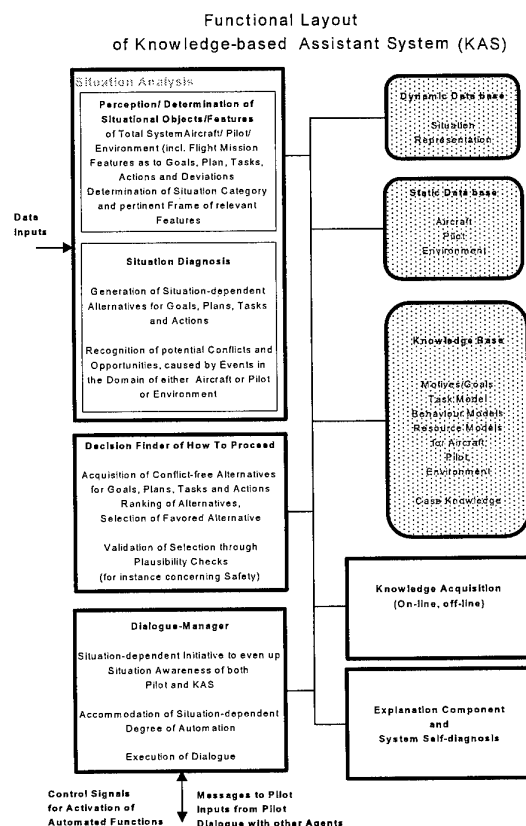 Functional Layout
of Knowledge-based Assistant System (KAS)
Situation Analysis
Perception/ Determination of
Situational Objects/Features
of Total System Aircraft/ Pilot/
Environment (incl. Flight Mission
Features as to Goals, Plan, Tasks,
Actions and Deviations
Determination of Situation Category
and pertinent Frame of relevant
Features
Data
Inputs
Situation Diagnosis
Generation of Situation-dependent
Alternatives for Goals, Plans, Tasks
and Actions
Recognition of potential Conflicts and
Opportunities, caused by Events in
the Domain of either Aircraft or Pilot
or Environment
Decision Finder of How To Proceed
Acquisition of Conflict-free Alternatives
for Goals, Plans, Tasks and Actions
Ranking of Alternatives,
Selection of Favored Alternative
Validation of Selection through
Plausibility Checks
(for instance concerning Safety)
Dialogue-Manager
Situation-dependent Initiative to even up
Situation Awareness of both
Pilot and KAS
Accommodation of Situation-dependent
Degree of Automation
Execution of Dialogue
Control Signals
for Activation of
Automated Functions
Messages to Pilot
Inputs from Pilot
Dialogue with other Agents
Dynamic Data base
Situation
Representation
Static Data base
Aircraft
Pilot
Environment
Knowledge Base
Motives/Goals
Task Model
Behaviour Models
Resource Models
for Aircraft,
Pilot,
Environment
Case Knowledge
Knowledge Acquisition
(On-line, off-line)
Explanation Component
and
System Self-diagnosis